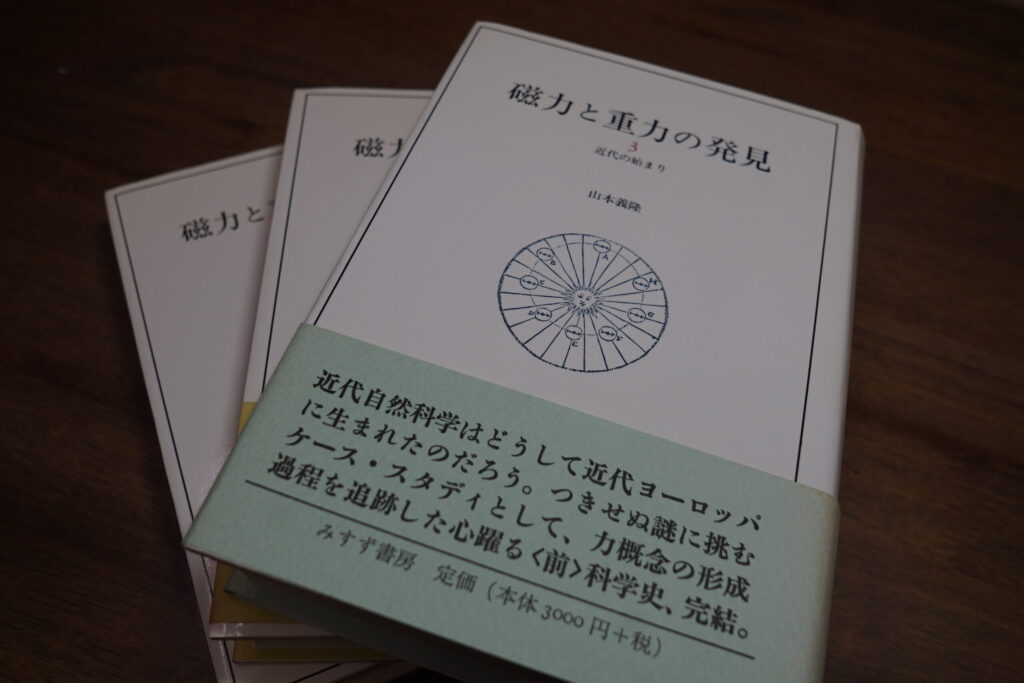 磁力と重力の発見
3
近代の始まり
山本義隆
近代自然科学はどうして近代ヨーロッパ
に生まれたのだろう。つきせぬ謎に挑む
ケース・スタディとして、力概念の形成
過程を追跡した心躍る〈前〉科学史、完結。
みすず書房 定価（本体3000円＋税）
磁力
磁力と